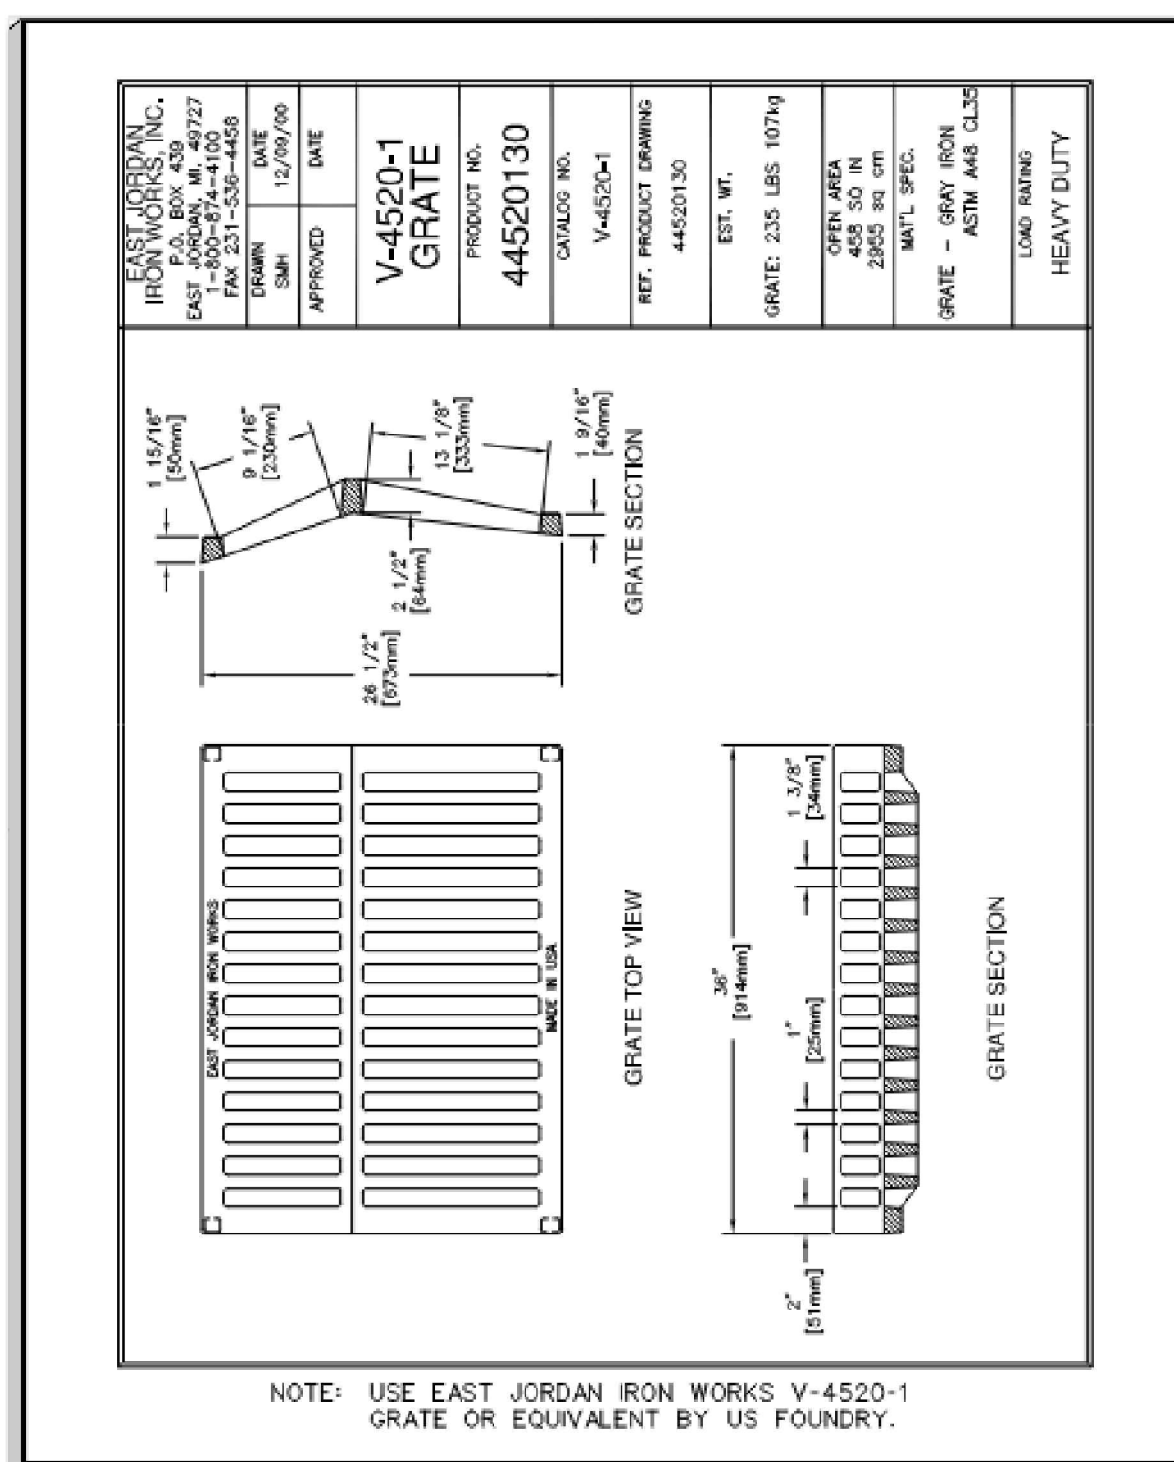 EAST JORDAN
IRON WORKS, INC.
P.O. BOX 439
EAST JORDAN, MI. 49727
1-800-874-4100
FAX 231-536-4458
DRAWN
SMH
DATE
12/09/00
APPROVED
DATE
V-4520-1
GRATE
PRODUCT NO.
44520130
CATALOG NO.
V-4520-1
REF. PRODUCT DRAWING
44520130
EST. WT.
GRATE: 235 LBS 107kg
OPEN AREA
458 SQ IN
2955 sq cm
MAT'L SPEC.
GRATE - GRAY IRON
ASTM A48 CL35
LOAD RATING
HEAVY DUTY
1 15/16"
[50mm]
9 1/16"
[230mm]
13 1/8"
[333mm]
1 9/16"
[40mm]
2 1/2"
[64mm]
26 1/2"
[673mm]
GRATE SECTION
EAST JORDAN IRON WORKS
MADE IN USA
GRATE TOP VIEW
36"
[914mm]
1 3/8"
[34mm]
1"
[25mm]
2"
[51mm]
GRATE SECTION
NOTE: USE EAST JORDAN IRON WORKS V-4520-1
GRATE OR EQUIVALENT BY US FOUNDRY.